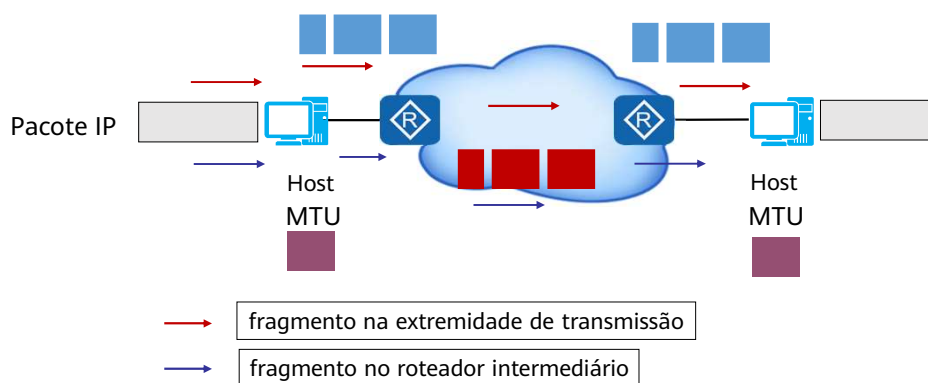 R
R
Pacote IP
Host
MTU
Host
MTU
fragmento na extremidade de transmissão
fragmento no roteador intermediário